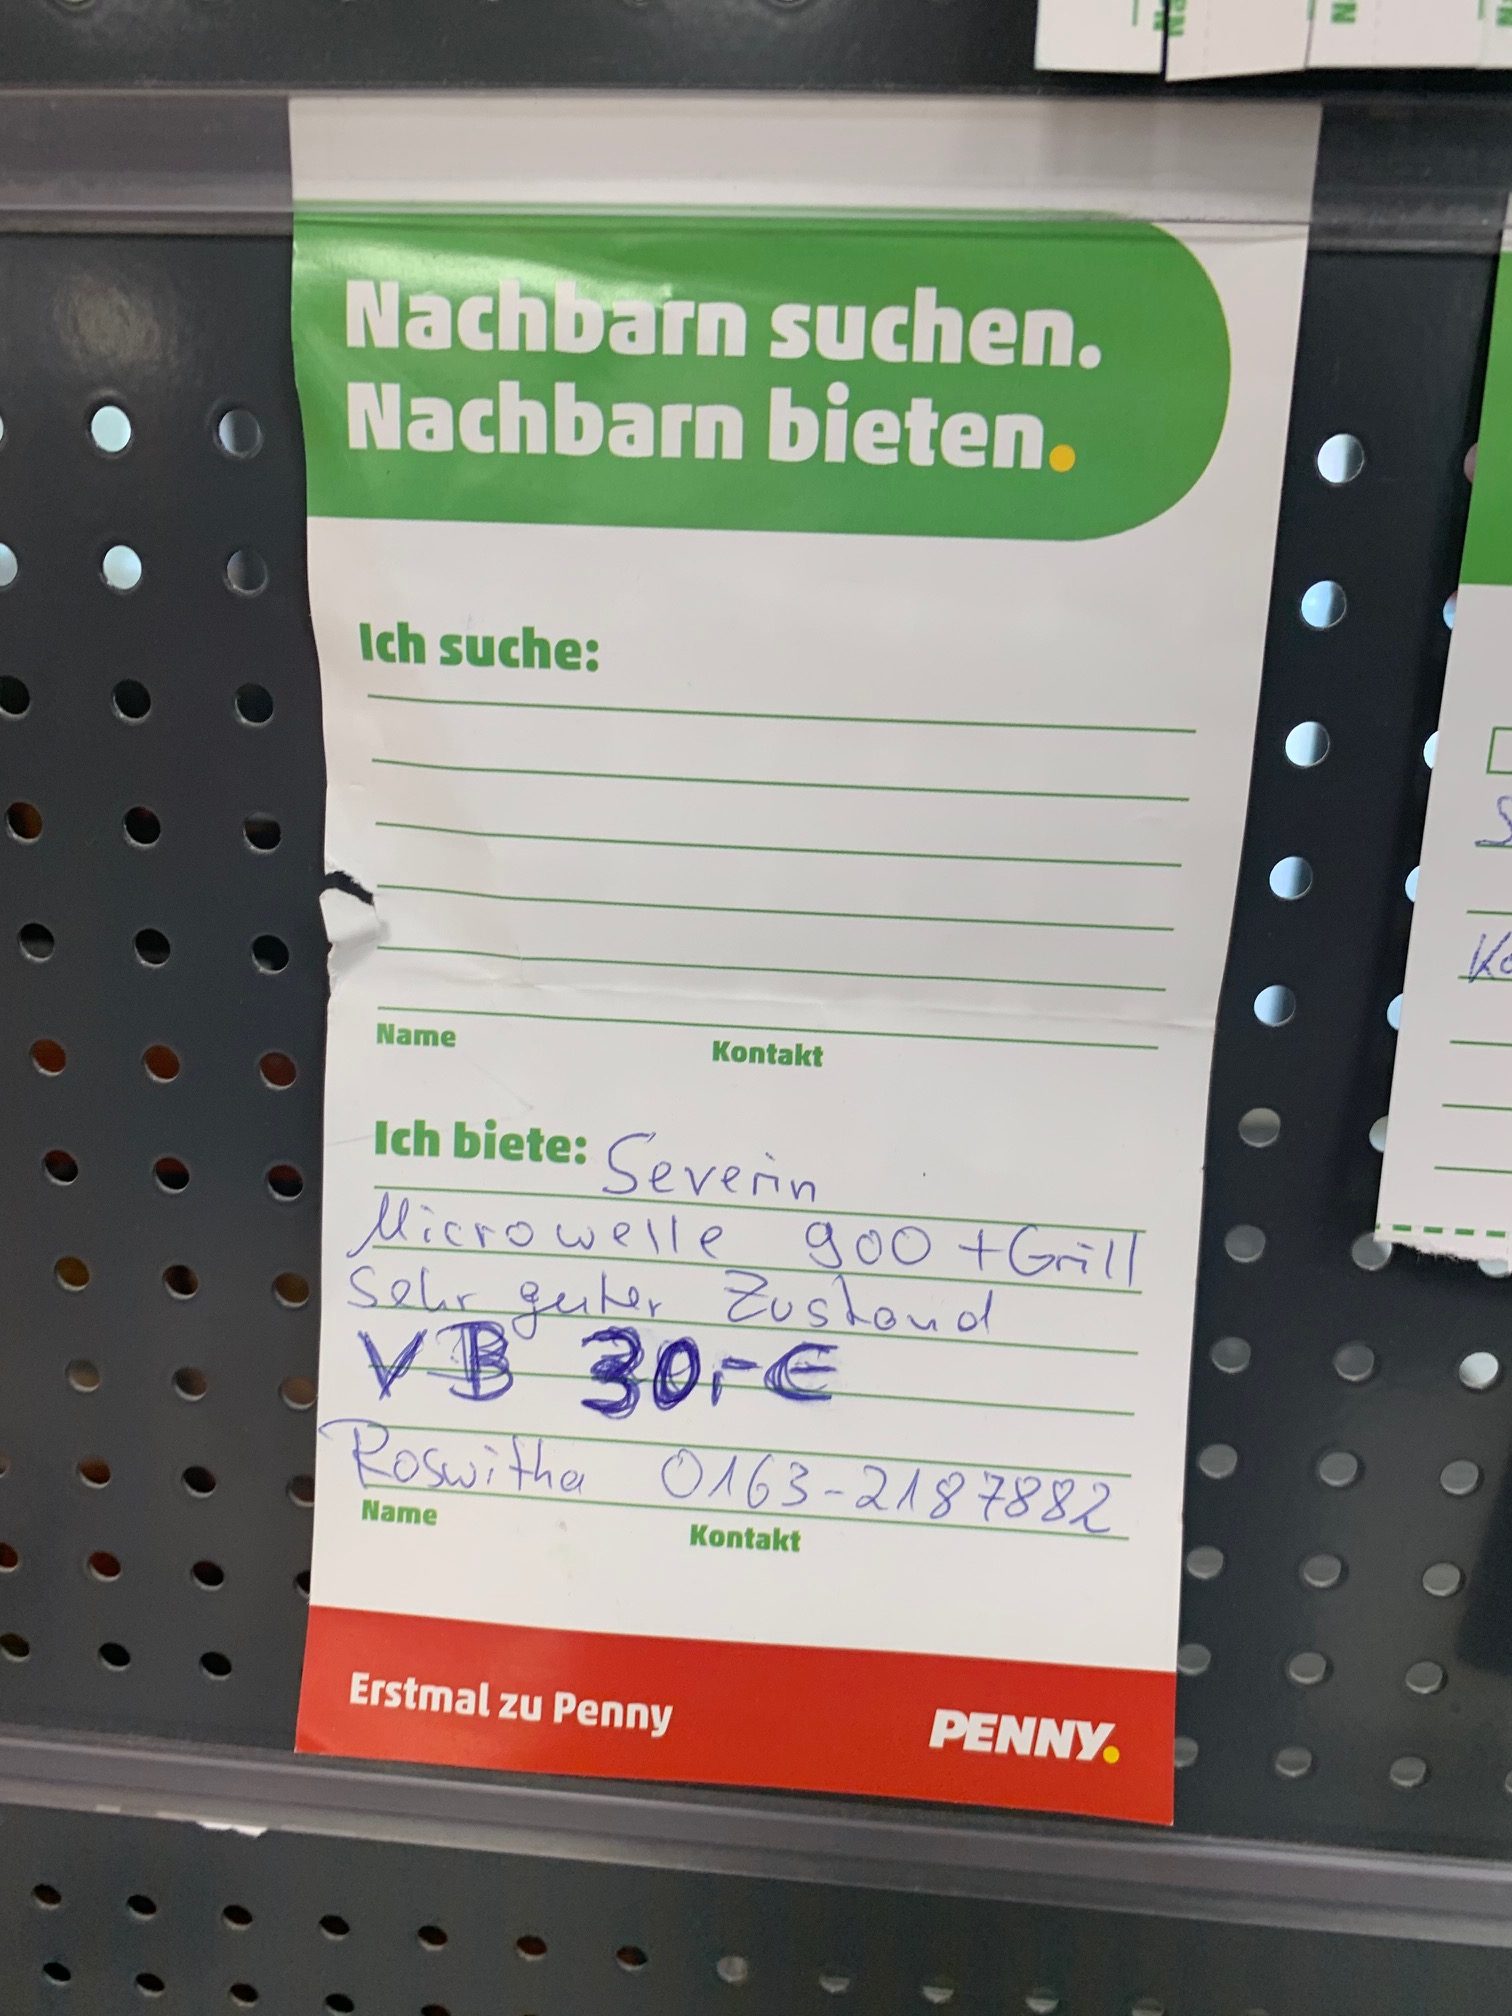 Nachbarn suchen.
Nachbarn bieten.
Ich suche:
Name Kontakt
Ich biete: Severin
Microwelle 900 + Grill
Sehr guter Zustand
VB 30,-€
Roswitha 0163-2187882
Name Kontakt
Erstmal zu Penny PENNY.